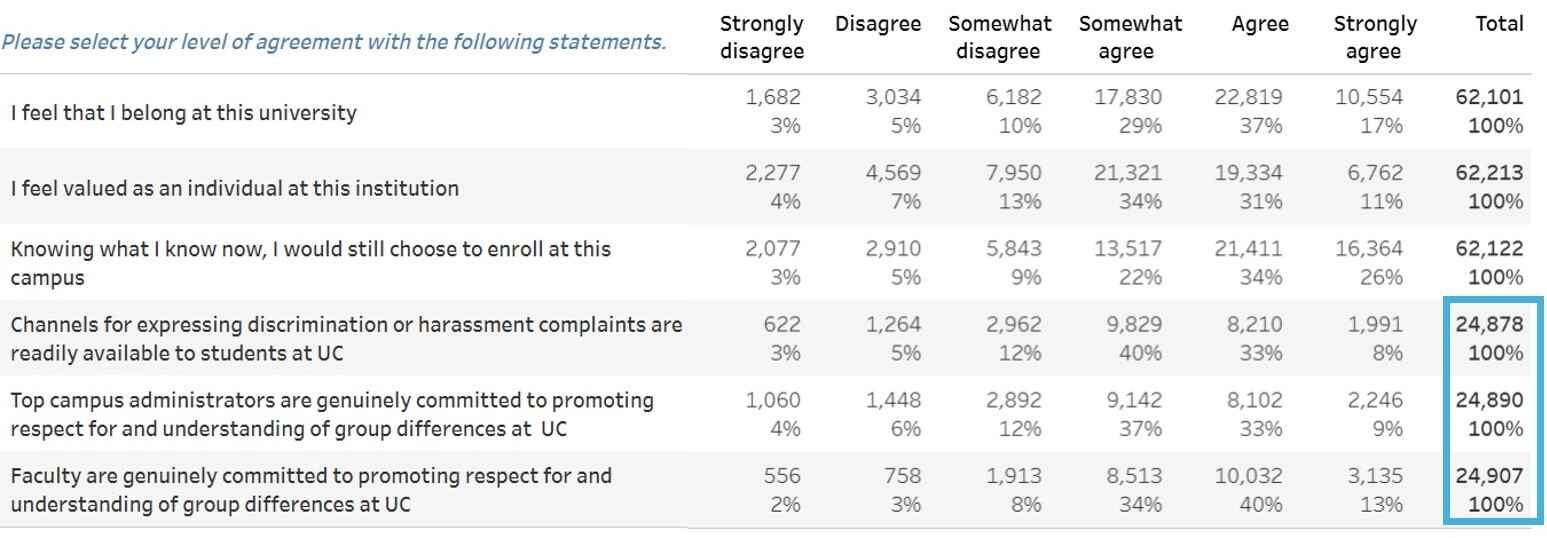 Please select your level of agreement with the following statements.
Strongly disagree Disagree Somewhat disagree Somewhat agree Agree Strongly agree Total
I feel that I belong at this university
1,682 3,034 6,182 17,830 22,819 10,554 62,101
3% 5% 10% 29% 37% 17% 100%
I feel valued as an individual at this institution
2,277 4,569 7,950 21,321 19,334 6,762 62,213
4% 7% 13% 34% 31% 11% 100%
Knowing what I know now, I would still choose to enroll at this
campus
2,077 2,910 5,843 13,517 21,411 16,364 62,122
3% 5% 9% 22% 34% 26% 100%
Channels for expressing discrimination or harassment complaints are
readily available to students at UC
622 1,264 2,962 9,829 8,210 1,991 24,878
3% 5% 12% 40% 33% 8% 100%
Top campus administrators are genuinely committed to promoting
respect for and understanding of group differences at UC
1,060 1,448 2,892 9,142 8,102 2,246 24,890
4% 6% 12% 37% 33% 9% 100%
Faculty are genuinely committed to promoting respect for and
understanding of group differences at UC
556 758 1,913 8,513 10,032 3,135 24,907
2% 3% 8% 34% 40% 13% 100%